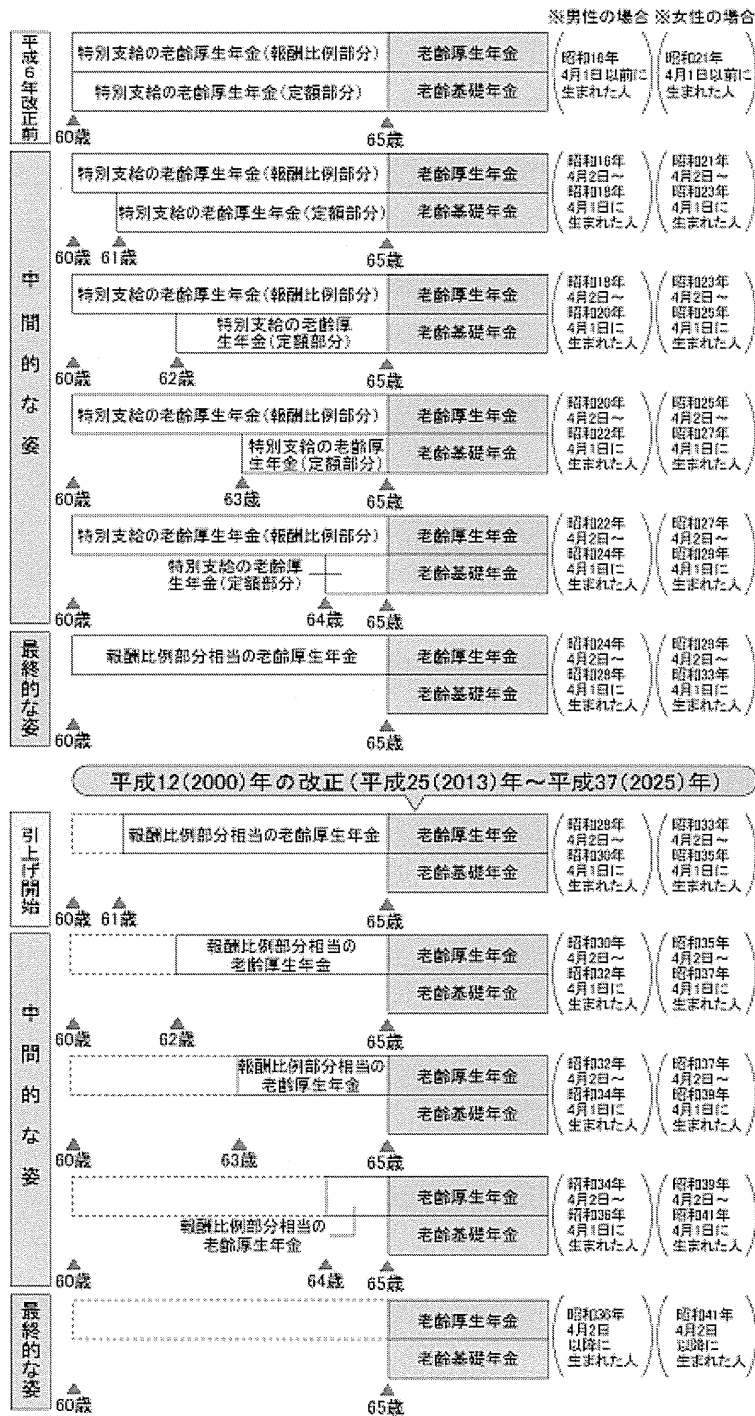 ※男性の場合 ※女性の場合
平成6年改正前
特別支給の老齢厚生年金(報酬比例部分) 老齢厚生年金
特別支給の老齢厚生年金(定額部分) 老齢基礎年金
60歳 65歳
昭和16年
4月1日以前に
生まれた人
昭和21年
4月1日以前に
生まれた人
中間的な姿
特別支給の老齢厚生年金(報酬比例部分) 老齢厚生年金
特別支給の老齢厚生年金(定額部分) 老齢基礎年金
60歳 61歳 65歳
昭和16年
4月2日～
昭和18年
4月1日に
生まれた人
昭和21年
4月2日～
昭和23年
4月1日に
生まれた人
特別支給の老齢厚生年金(報酬比例部分) 老齢厚生年金
特別支給の老齢厚
生年金(定額部分)
老齢基礎年金
60歳 62歳 65歳
昭和18年
4月2日～
昭和20年
4月1日に
生まれた人
昭和23年
4月2日～
昭和25年
4月1日に
生まれた人
特別支給の老齢厚生年金(報酬比例部分) 老齢厚生年金
特別支給の老齢厚
生年金(定額部分)
老齢基礎年金
60歳 63歳 65歳
昭和20年
4月2日～
昭和22年
4月1日に
生まれた人
昭和25年
4月2日～
昭和27年
4月1日に
生まれた人
特別支給の老齢厚生年金(報酬比例部分) 老齢厚生年金
特別支給の老齢厚
生年金(定額部分)
老齢基礎年金
60歳 64歳 65歳
昭和22年
4月2日～
昭和24年
4月1日に
生まれた人
昭和27年
4月2日～
昭和29年
4月1日に
生まれた人
最終的な姿
報酬比例部分相当の老齢厚生年金 老齢厚生年金
老齢基礎年金
60歳 65歳
昭和24年
4月2日～
昭和28年
4月1日に
生まれた人
昭和29年
4月2日～
昭和33年
4月1日に
生まれた人
平成12(2000)年の改正(平成25(2013)年～平成37(2025)年)
引上げ開始
報酬比例部分相当の老齢厚生年金 老齢厚生年金
老齢基礎年金
60歳 61歳 65歳
昭和28年
4月2日～
昭和30年
4月1日に
生まれた人
昭和33年
4月2日～
昭和35年
4月1日に
生まれた人
中間的な姿
報酬比例部分相当の
老齢厚生年金
老齢厚生年金
老齢基礎年金
60歳 62歳 65歳
昭和30年
4月2日～
昭和32年
4月1日に
生まれた人
昭和35年
4月2日～
昭和37年
4月1日に
生まれた人
報酬比例部分相当の
老齢厚生年金
老齢厚生年金
老齢基礎年金
60歳 63歳 65歳
昭和32年
4月2日～
昭和34年
4月1日に
生まれた人
昭和37年
4月2日～
昭和39年
4月1日に
生まれた人
報酬比例部分相当の
老齢厚生年金
老齢厚生年金
老齢基礎年金
60歳 64歳 65歳
昭和34年
4月2日～
昭和36年
4月1日に
生まれた人
昭和39年
4月2日～
昭和41年
4月1日に
生まれた人
最終的な姿
老齢厚生年金
老齢基礎年金
60歳 65歳
昭和36年
4月2日
以降に
生まれた人
昭和41年
4月2日
以降に
生まれた人